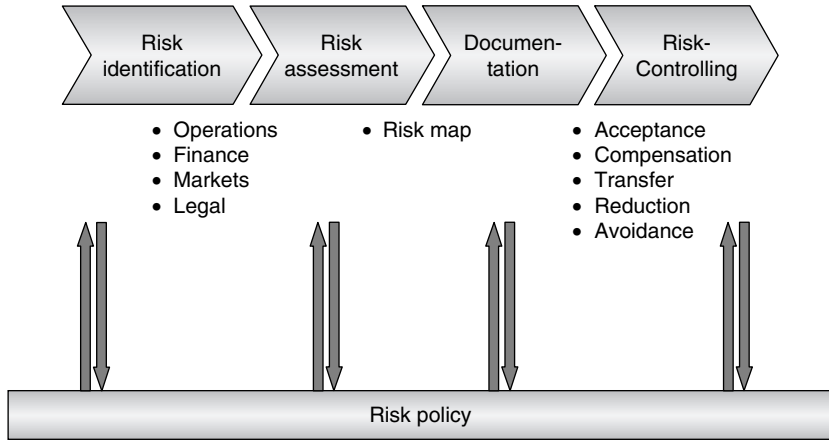 Risk
identification
Risk
assessment
Documen-
tation
Risk-
Controlling
• Operations
• Finance
• Markets
• Legal
• Risk map
• Acceptance
• Compensation
• Transfer
• Reduction
• Avoidance
Risk policy